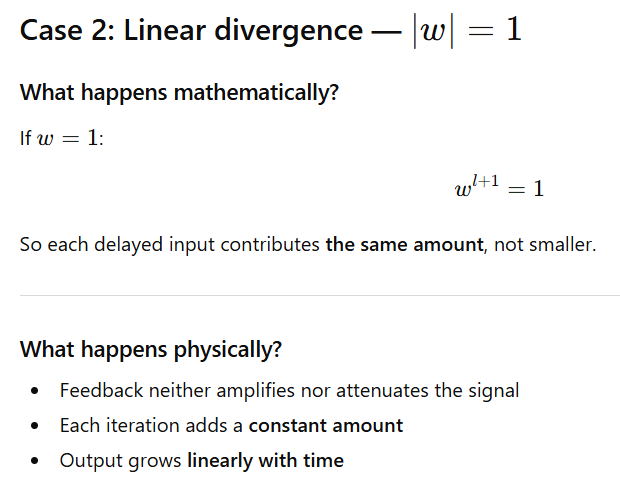 Case 2: Linear divergence — |w| = 1
What happens mathematically?
If w = 1:
w^{l+1} = 1
So each delayed input contributes the same amount, not smaller.
What happens physically?
• Feedback neither amplifies nor attenuates the signal
• Each iteration adds a constant amount
• Output grows linearly with time